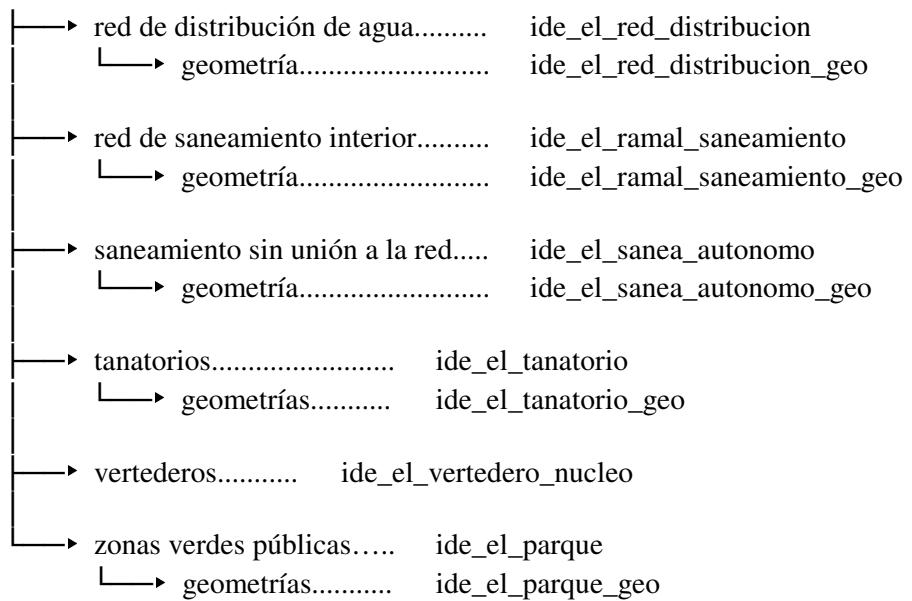 red de distribución de agua.......... ide_el_red_distribucion
geometría.......................... ide_el_red_distribucion_geo
red de saneamiento interior.......... ide_el_ramal_saneamiento
geometría.......................... ide_el_ramal_saneamiento_geo
saneamiento sin unión a la red..... ide_el_sanea_autonomo
geometría.......................... ide_el_sanea_autonomo_geo
tanatorios......................... ide_el_tanatorio
geometrías........... ide_el_tanatorio_geo
vertederos........... ide_el_vertedero_nucleo
zonas verdes públicas….. ide_el_parque
geometrías........... ide_el_parque_geo